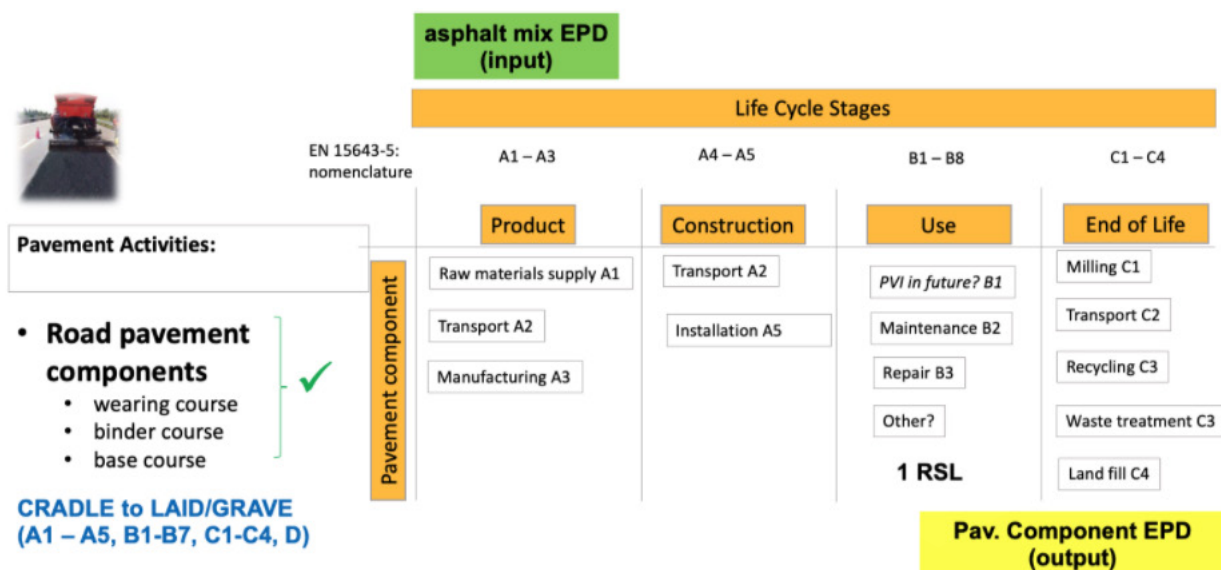 asphalt mix EPD
(input)
Life Cycle Stages
EN 15643-5:
nomenclature
A1 – A3
A4 – A5
B1 – B8
C1 – C4
Product
Construction
Use
End of Life
Pavement Activities:
Pavement component
Raw materials supply A1
Transport A2
Manufacturing A3
Transport A2
Installation A5
PVI in future? B1
Maintenance B2
Repair B3
Other?
1 RSL
Milling C1
Transport C2
Recycling C3
Waste treatment C3
Land fill C4
• Road pavement
components
• wearing course
• binder course
• base course
CRADLE to LAID/GRAVE
(A1 – A5, B1-B7, C1-C4, D)
Pav. Component EPD
(output)